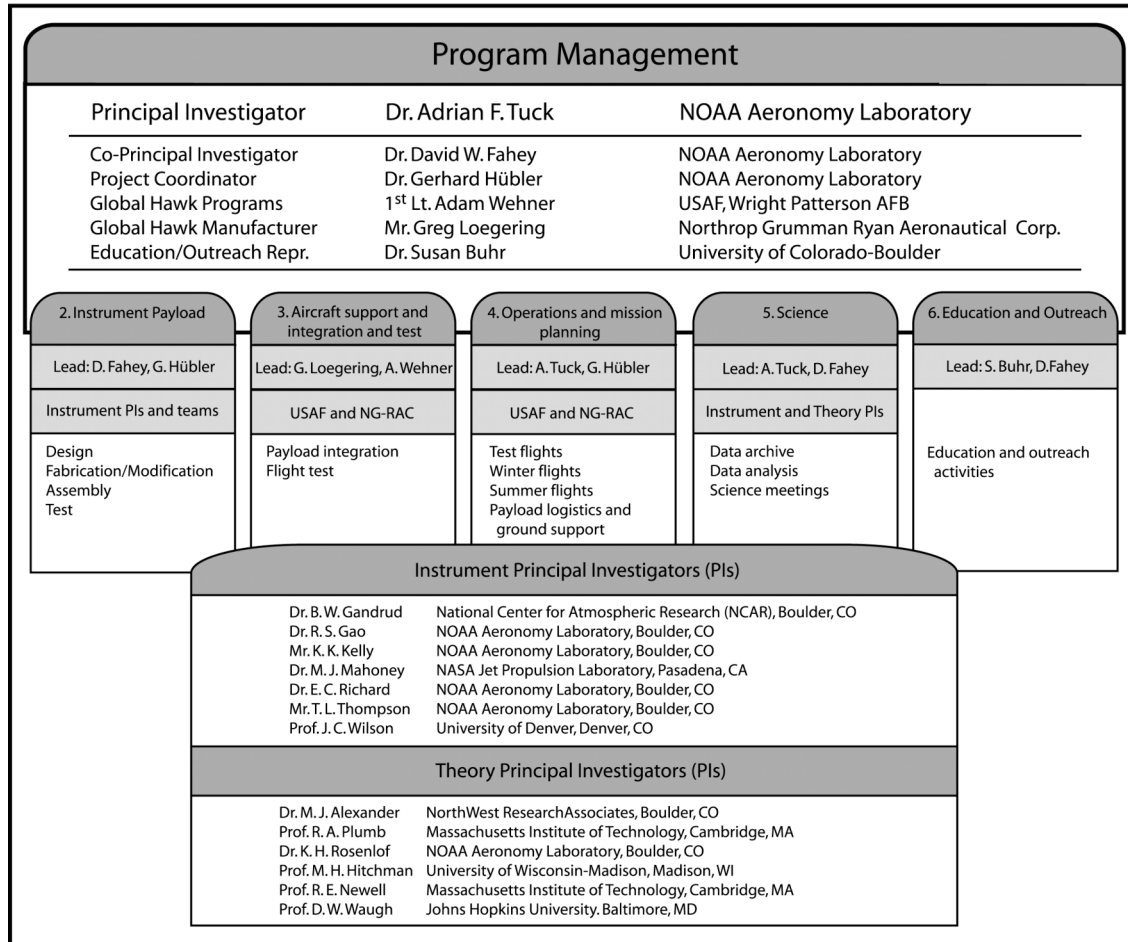 Program Management
Principal Investigator Dr. Adrian F. Tuck NOAA Aeronomy Laboratory
Co-Principal Investigator Dr. David W. Fahey NOAA Aeronomy Laboratory
Project Coordinator Dr. Gerhard Hübler NOAA Aeronomy Laboratory
Global Hawk Programs 1st Lt. Adam Wehner USAF, Wright Patterson AFB
Global Hawk Manufacturer Mr. Greg Loegering Northrop Grumman Ryan Aeronautical Corp.
Education/Outreach Repr. Dr. Susan Buhr University of Colorado-Boulder
2. Instrument Payload
Lead: D. Fahey, G. Hübler
Instrument PIs and teams
Design
Fabrication/Modification
Assembly
Test
3. Aircraft support and
integration and test
Lead: G. Loegering, A. Wehner
USAF and NG-RAC
Payload integration
Flight test
4. Operations and mission
planning
Lead: A. Tuck, G. Hübler
USAF and NG-RAC
Test flights
Winter flights
Summer flights
Payload logistics and
ground support
5. Science
Lead: A. Tuck, D. Fahey
Instrument and Theory PIs
Data archive
Data analysis
Science meetings
6. Education and Outreach
Lead: S. Buhr, D.Fahey
Education and outreach
activities
Instrument Principal Investigators (PIs)
Dr. B. W. Gandrud National Center for Atmospheric Research (NCAR), Boulder, CO
Dr. R. S. Gao NOAA Aeronomy Laboratory, Boulder, CO
Mr. K. K. Kelly NOAA Aeronomy Laboratory, Boulder, CO
Dr. M. J. Mahoney NASA Jet Propulsion Laboratory, Pasadena, CA
Dr. E. C. Richard NOAA Aeronomy Laboratory, Boulder, CO
Mr. T. L. Thompson NOAA Aeronomy Laboratory, Boulder, CO
Prof. J. C. Wilson University of Denver, Denver, CO
Theory Principal Investigators (PIs)
Dr. M. J. Alexander NorthWest ResearchAssociates, Boulder, CO
Prof. R. A. Plumb Massachusetts Institute of Technology, Cambridge, MA
Dr. K. H. Rosenlof NOAA Aeronomy Laboratory, Boulder, CO
Prof. M. H. Hitchman University of Wisconsin-Madison, Madison, WI
Prof. R. E. Newell Massachusetts Institute of Technology, Cambridge, MA
Prof. D. W. Waugh Johns Hopkins University. Baltimore, MD